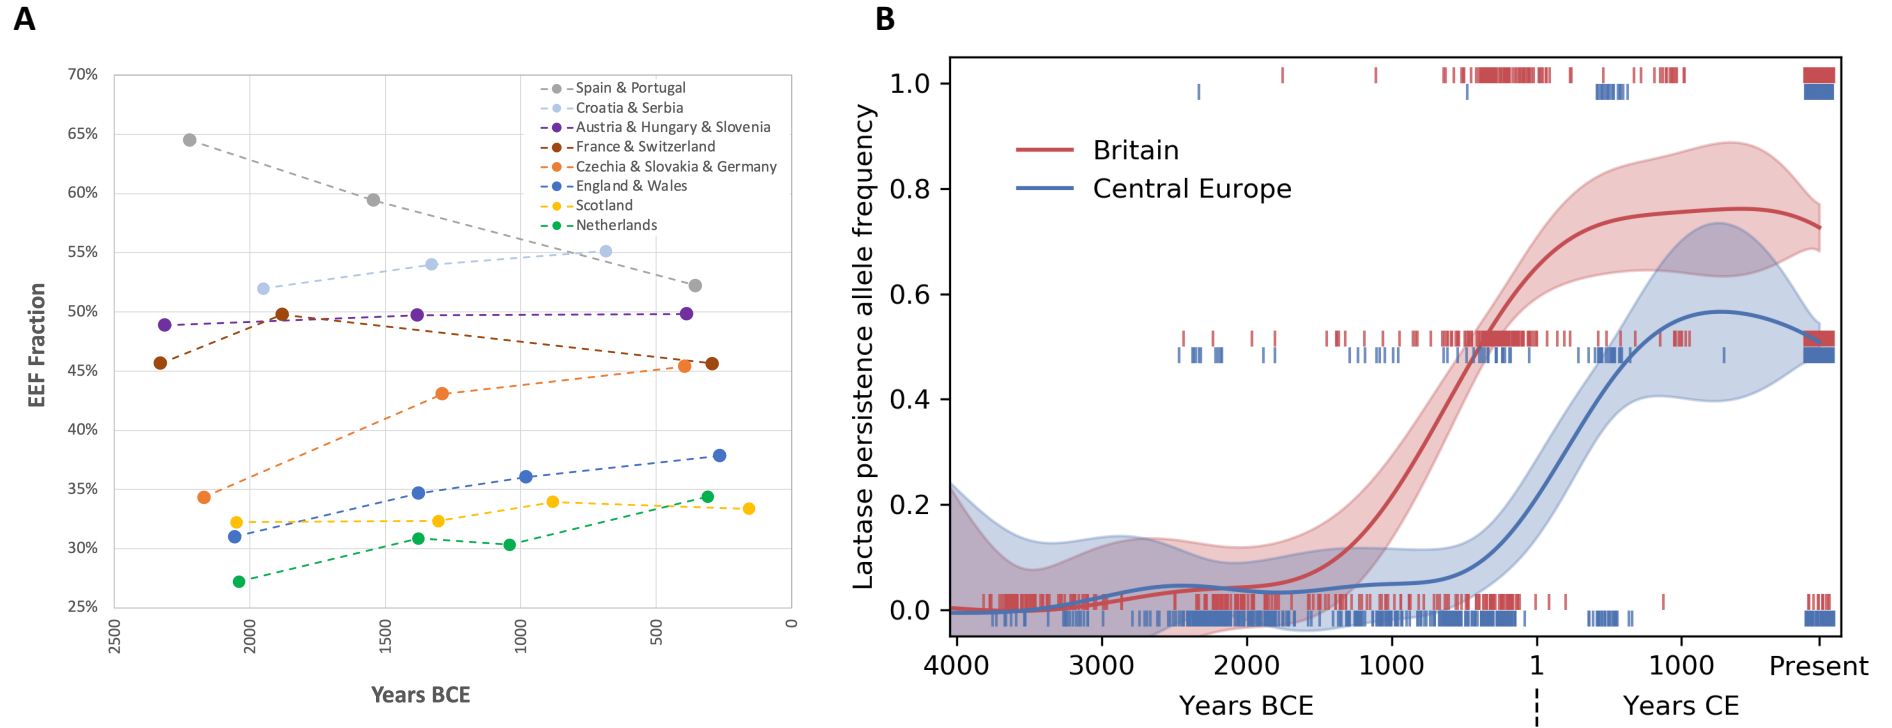 A
70%
65%
60%
55%
50%
45%
40%
35%
30%
25%
EEF Fraction
2500
2000
1500
1000
500
0
Years BCE
Spain & Portugal
Croatia & Serbia
Austria & Hungary & Slovenia
France & Switzerland
Czechia & Slovakia & Germany
England & Wales
Scotland
Netherlands
B
Lactase persistence allele frequency
1.0
0.8
0.6
0.4
0.2
0.0
Britain
Central Europe
4000 3000 2000 1000 1 1000 Present
Years BCE Years CE